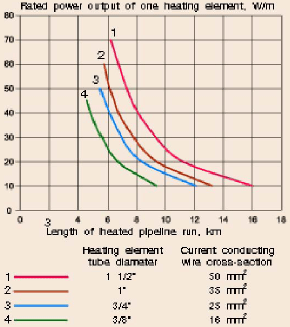 Rated power output of one heating element, W/m
80
70
60
50
40
30
20
10
0
1
2
3
4
0 3 4 6 8 10 12 14 16 18
Length of heated pipeline run, km
Heating element tube diameter
Current conducting wire cross-section
1 1 1/2" 50 mm²
2 1" 35 mm²
3 3/4" 25 mm²
4 3/8" 16 mm²